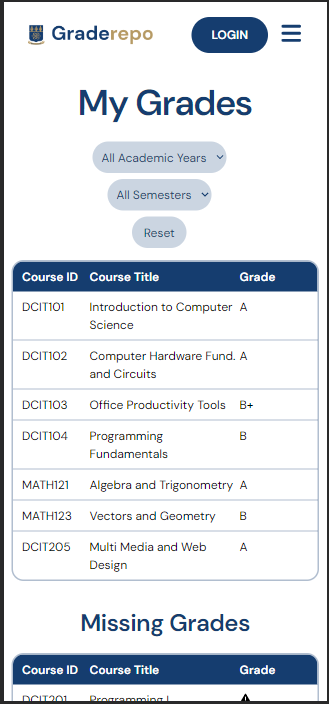 Graderepo LOGIN
My Grades
All Academic Years
All Semesters
Reset
Course ID Course Title Grade
DCIT101 Introduction to Computer A
Science
DCIT102 Computer Hardware Fund. A
and Circuits
DCIT103 Office Productivity Tools B+
DCIT104 Programming B
Fundamentals
MATH121 Algebra and Trigonometry A
MATH123 Vectors and Geometry B
DCIT205 Multi Media and Web A
Design
Missing Grades
Course ID Course Title Grade
DCIT201 Programming I